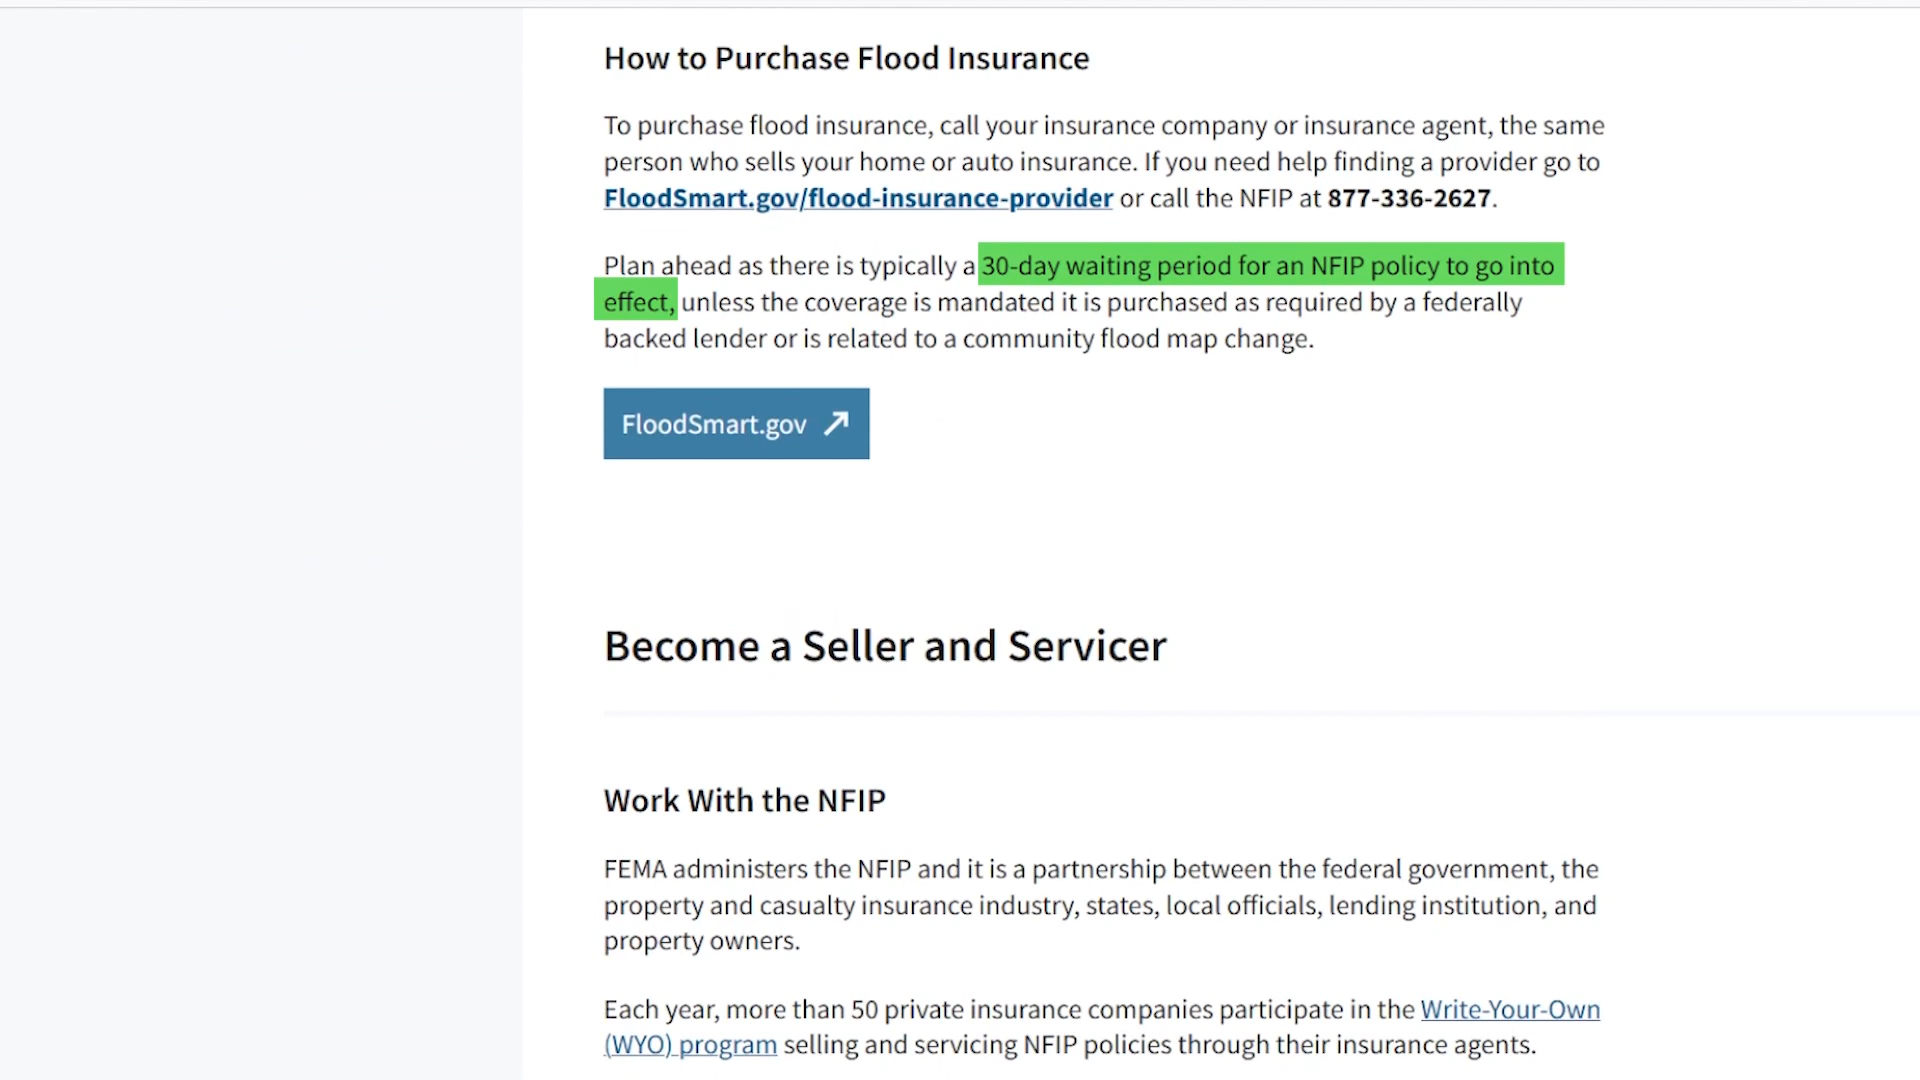 How to Purchase Flood Insurance
To purchase flood insurance, call your insurance company or insurance agent, the same
person who sells your home or auto insurance. If you need help finding a provider go to
FloodSmart.gov/flood-insurance-provider or call the NFIP at 877-336-2627.
Plan ahead as there is typically a 30-day waiting period for an NFIP policy to go into
effect, unless the coverage is mandated it is purchased as required by a federally
backed lender or is related to a community flood map change.
FloodSmart.gov
Become a Seller and Servicer
Work With the NFIP
FEMA administers the NFIP and it is a partnership between the federal government, the
property and casualty insurance industry, states, local officials, lending institution, and
property owners.
Each year, more than 50 private insurance companies participate in the Write-Your-Own
(WYO) program selling and servicing NFIP policies through their insurance agents.